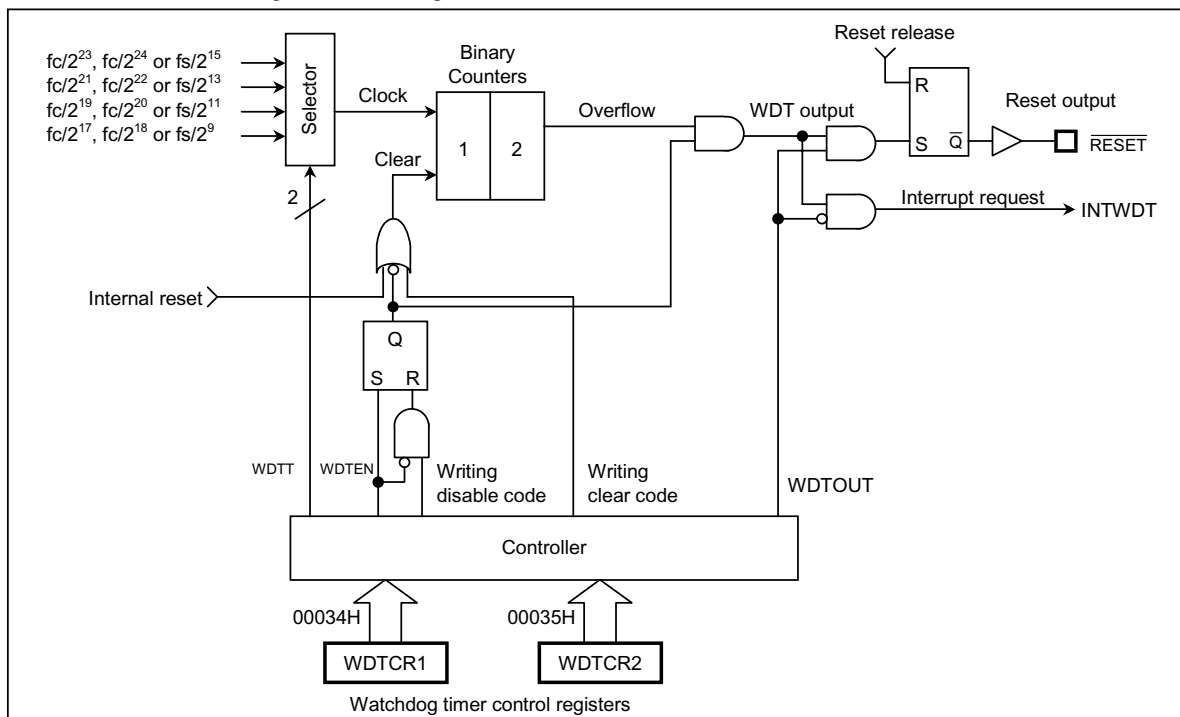 Reset release
Binary
Counters
fc/2²³, fc/2²⁴ or fs/2¹⁵
fc/2²¹, fc/2²² or fs/2¹³
fc/2¹⁹, fc/2²⁰ or fs/2¹¹
fc/2¹⁷, fc/2¹⁸ or fs/2⁹
Selector
Clock
Clear
1
2
Overflow
WDT output
R
S
Q̅
Reset output
R̅E̅S̅E̅T̅
2
Interrupt request
INTWDT
Internal reset
Q
S
R
WDTT
WDTEN
Writing
disable code
Writing
clear code
WDTOUT
Controller
00034H
00035H
WDTCR1
WDTCR2
Watchdog timer control registers